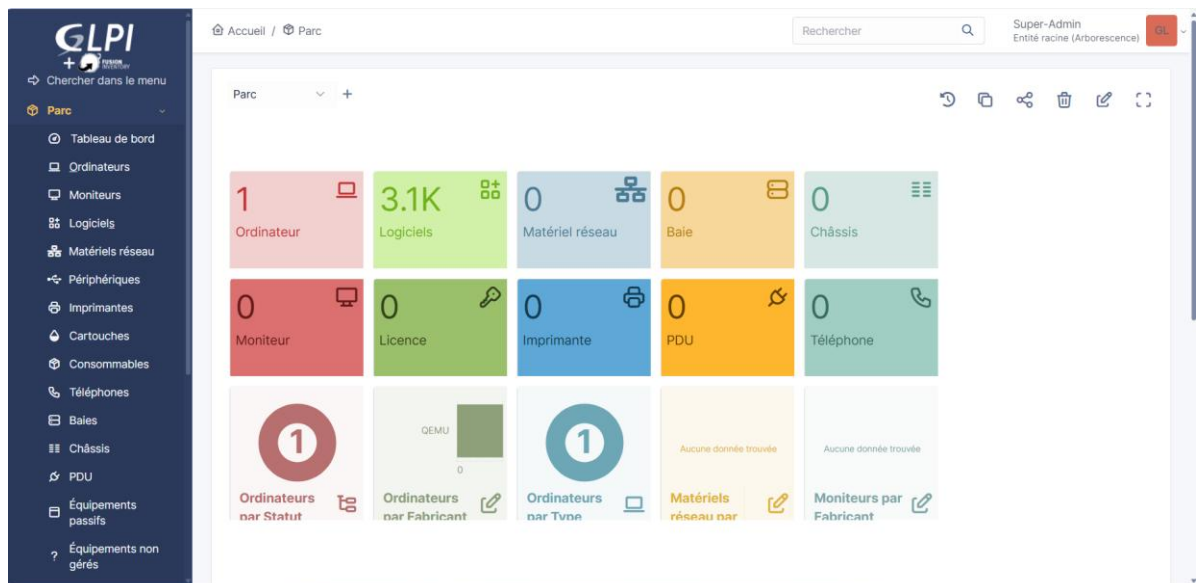 GLPI
+ FUSION
INVENTORY
Chercher dans le menu
Parc
Tableau de bord
Ordinateurs
Moniteurs
Logiciels
Matériels réseau
Périphériques
Imprimantes
Cartouches
Consommables
Téléphones
Baies
Châssis
PDU
Équipements
passifs
? Équipements non
gérés
Accueil / Parc
Rechercher
Super-Admin
Entité racine (Arborescence)
GL
Parc +
1
Ordinateur
3.1K
Logiciels
0
Matériel réseau
0
Baie
0
Châssis
0
Moniteur
0
Licence
0
Imprimante
0
PDU
0
Téléphone
1
Ordinateurs
par Statut
QEMU
0
Ordinateurs
par Fabricant
1
Ordinateurs
par Type
Aucune donnée trouvée
Matériels
réseau par
Aucune donnée trouvée
Moniteurs par
Fabricant